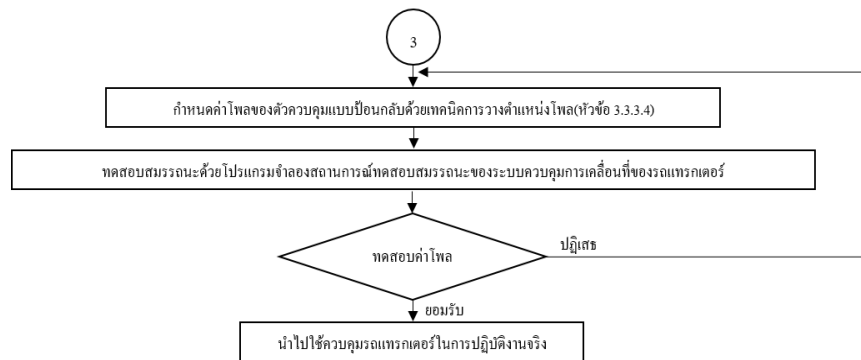 3
กำหนดค่าโพลของตัวควบคุมแบบป้อนกลับด้วยเทคนิคการวางตำแหน่งโพล(หัวข้อ 3.3.3.4)
ทดสอบสมรรถนะด้วยโปรแกรมจำลองสถานการณ์ทดสอบสมรรถนะของระบบควบคุมการเคลื่อนที่ของรถแทรกเตอร์
ทดสอบค่าโพล
ปฏิเสธ
ยอมรับ
นำไปใช้ควบคุมรถแทรกเตอร์ในการปฏิบัติงานจริง